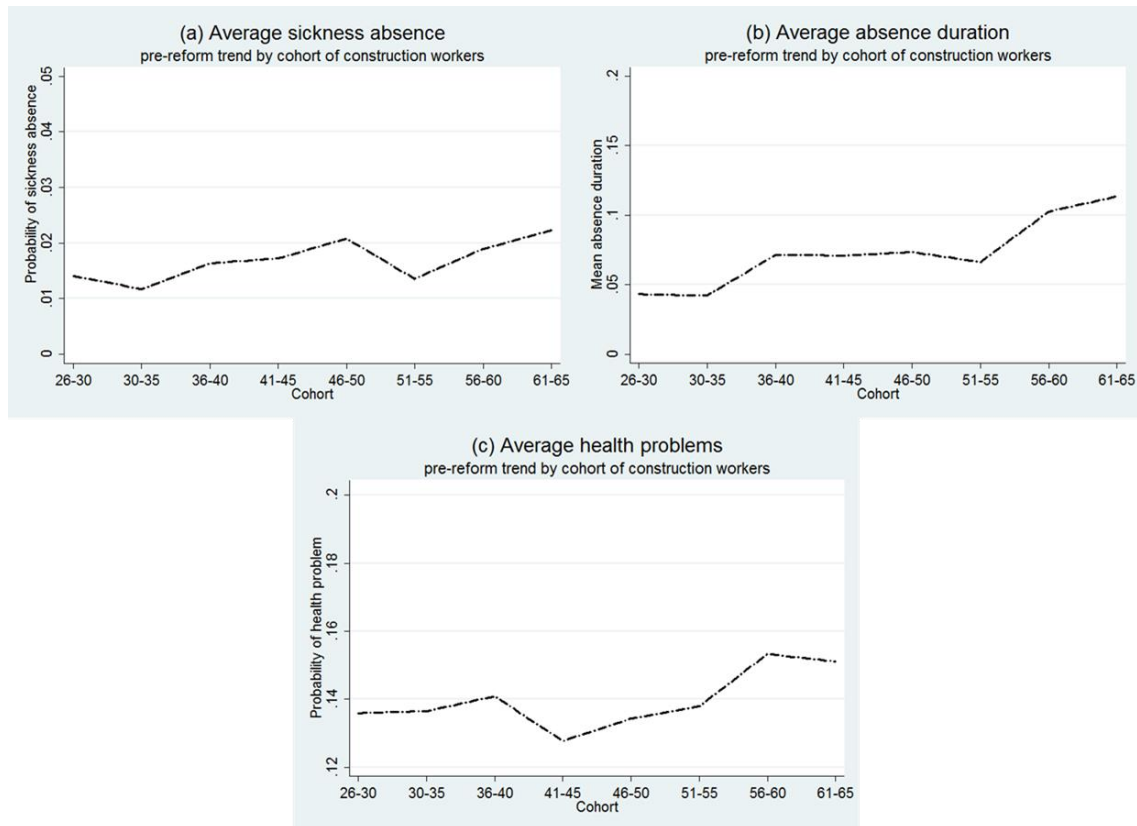 (a) Average sickness absence
pre-reform trend by cohort of construction workers
Probability of sickness absence
.05
.04
.03
.02
.01
0
26-30 30-35 36-40 41-45 46-50 51-55 56-60 61-65
Cohort
(b) Average absence duration
pre-reform trend by cohort of construction workers
Mean absence duration
.2
.15
.1
.05
0
26-30 30-35 36-40 41-45 46-50 51-55 56-60 61-65
Cohort
(c) Average health problems
pre-reform trend by cohort of construction workers
Probability of health problem
.2
.18
.16
.14
.12
26-30 30-35 36-40 41-45 46-50 51-55 56-60 61-65
Cohort